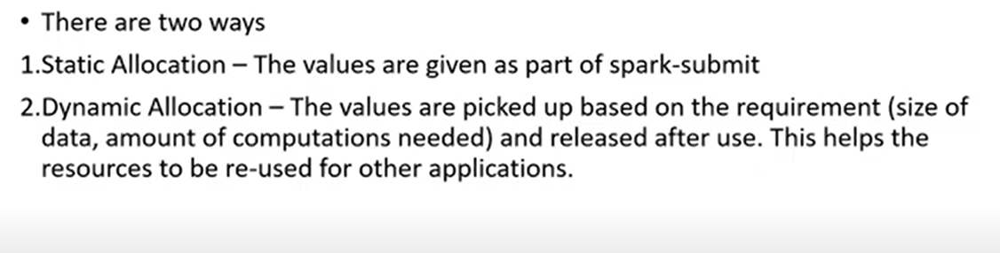 • There are two ways
1.Static Allocation – The values are given as part of spark-submit
2.Dynamic Allocation – The values are picked up based on the requirement (size of
data, amount of computations needed) and released after use. This helps the
resources to be re-used for other applications.